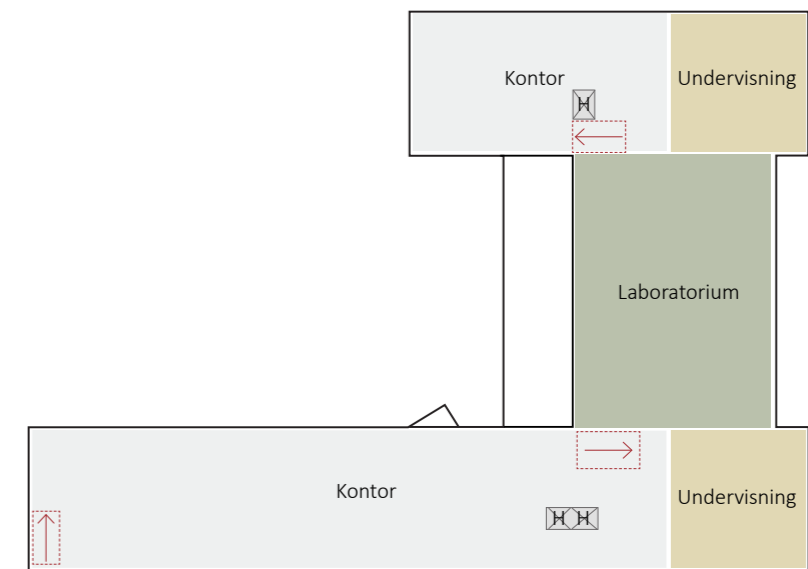 Kontor
Undervisning
H
Laboratorium
Kontor
Undervisning
H H